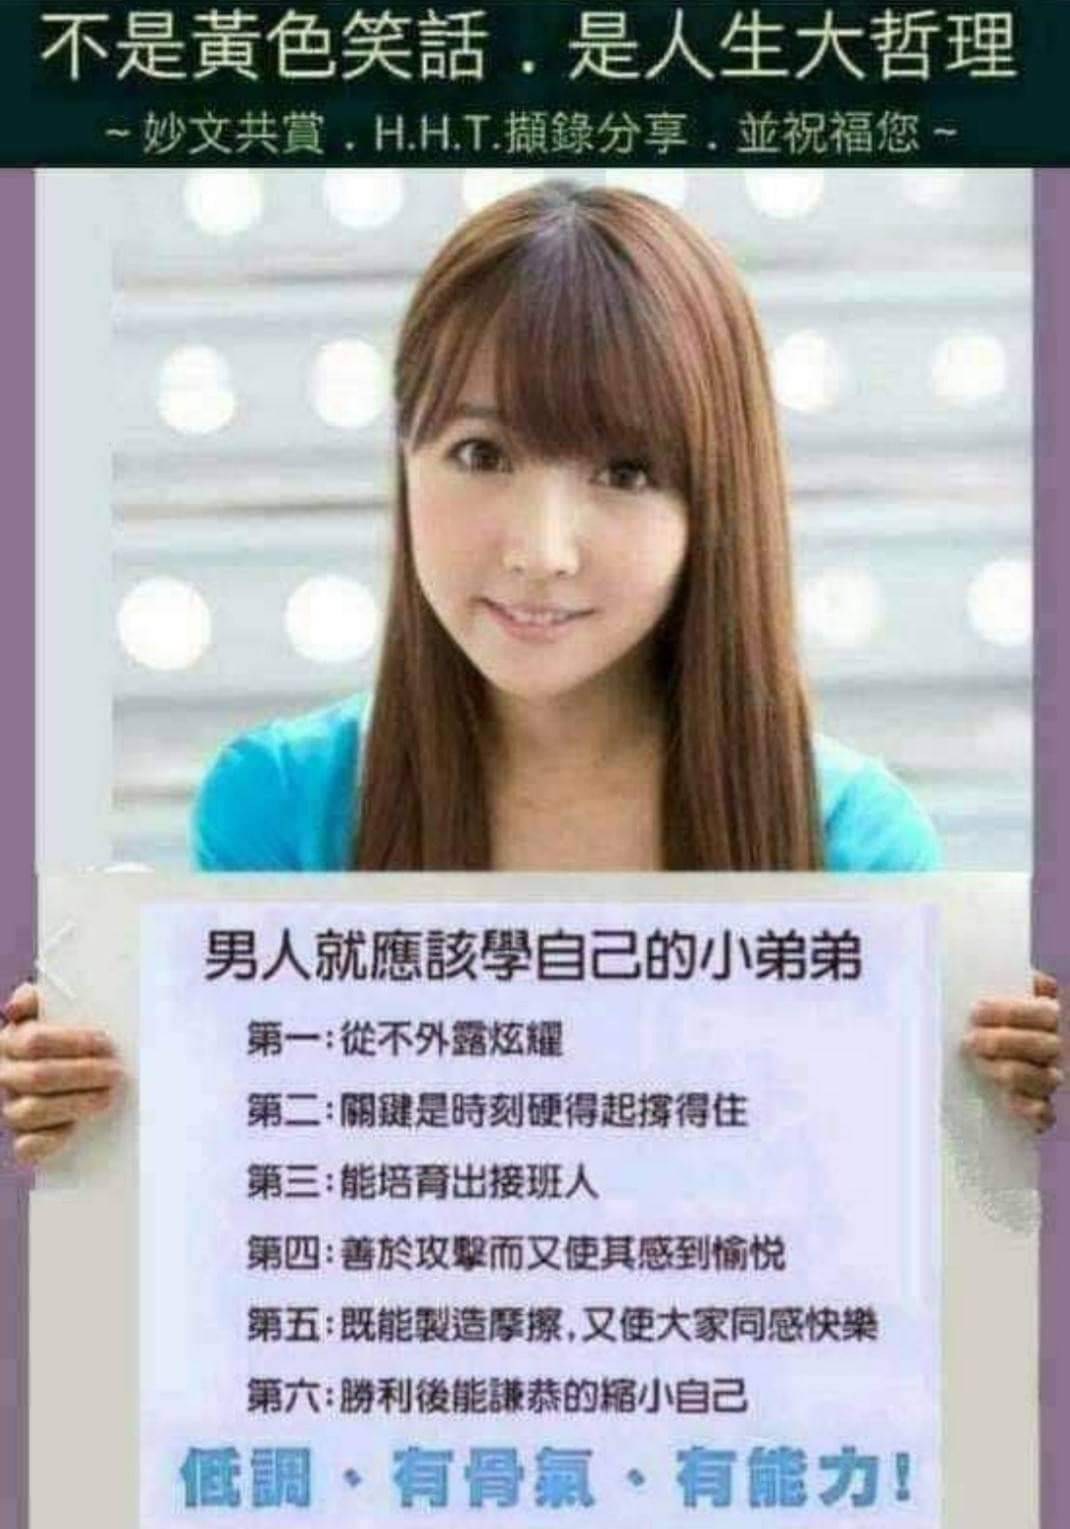 不是黃色笑話．是人生大哲理
~妙文共賞．H.H.T.擷錄分享．並祝福您~
男人就應該學自己的小弟弟
第一:從不外露炫耀
第二:關鍵是時刻硬得起撐得住
第三:能培育出接班人
第四:善於攻擊而又使其感到愉悅
第五:既能製造摩擦,又使大家同感快樂
第六:勝利後能謙恭的縮小自己
低調、有骨氣、有能力!